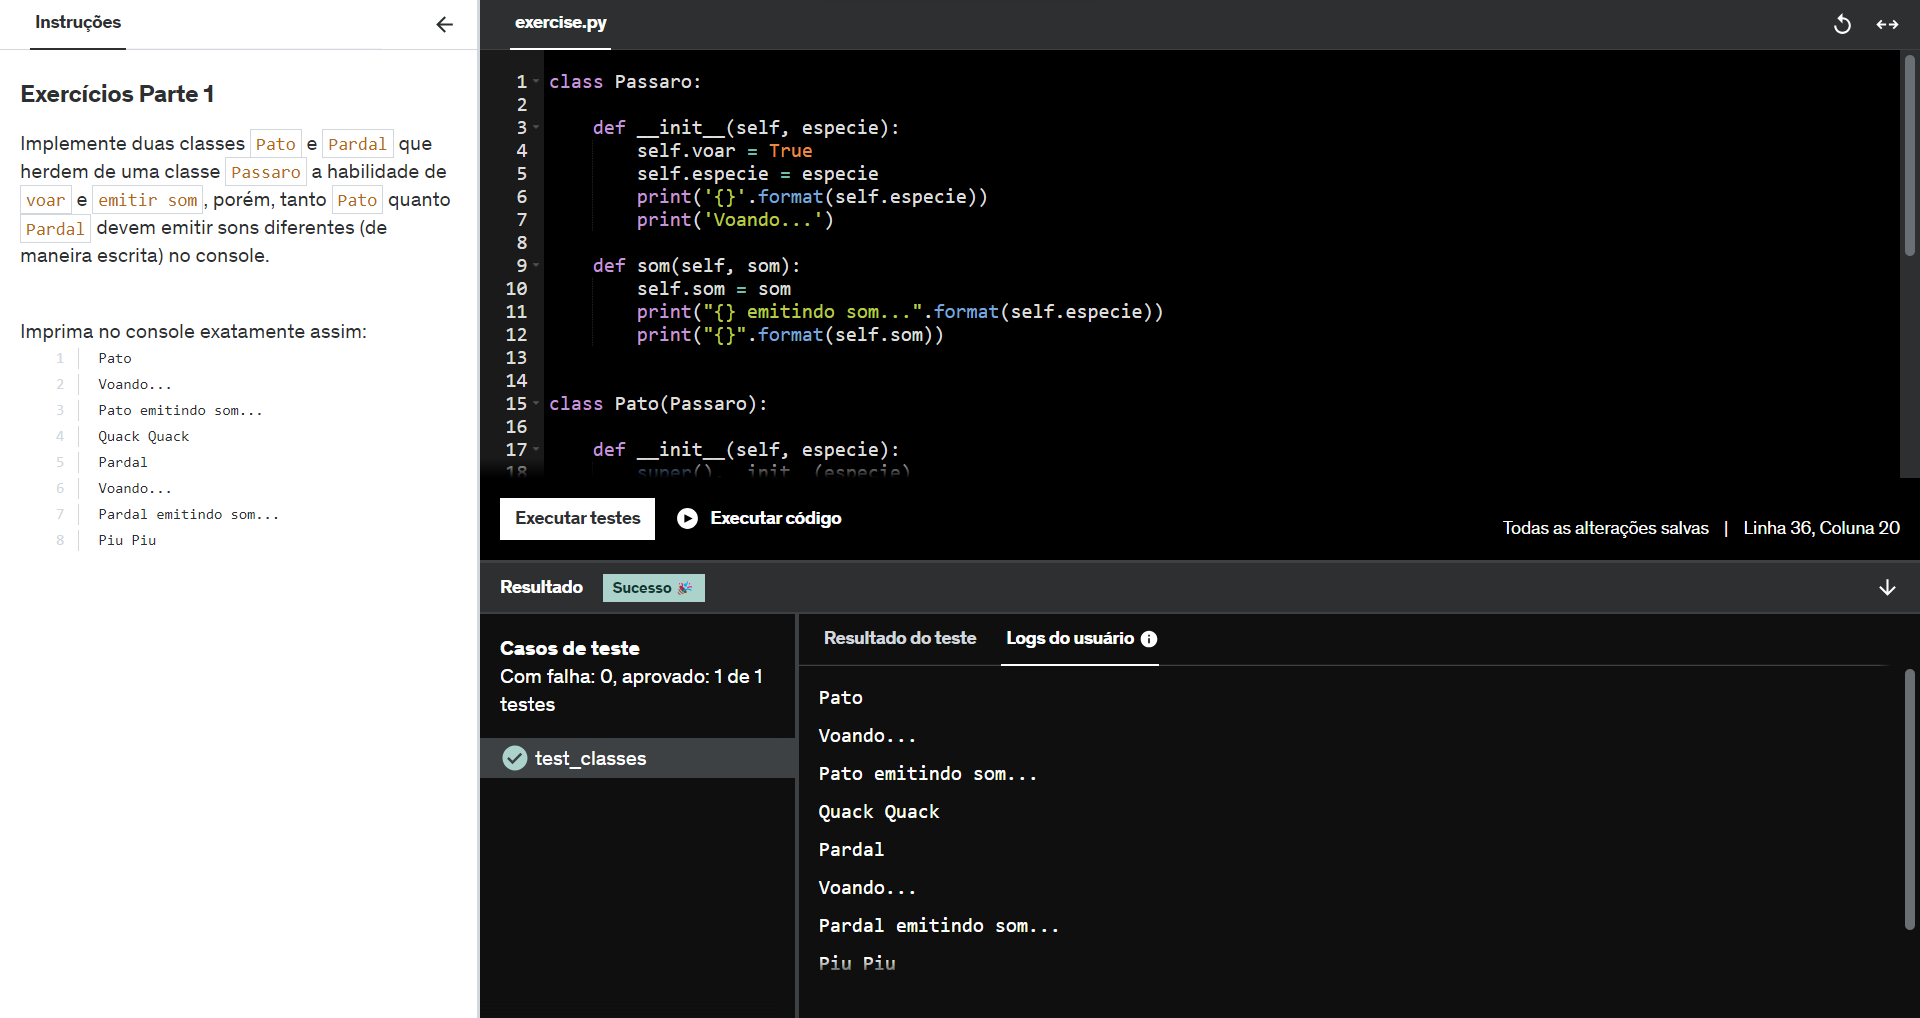 Instruções
Exercícios Parte 1
Implemente duas classes Pato e Pardal que
herdem de uma classe Passaro a habilidade de
voar e emitir som, porém, tanto Pato quanto
Pardal devem emitir sons diferentes (de
maneira escrita) no console.
Imprima no console exatamente assim:
1 Pato
2 Voando...
3 Pato emitindo som...
4 Quack Quack
5 Pardal
6 Voando...
7 Pardal emitindo som...
8 Piu Piu
exercise.py
1 class Passaro:
2
3     def __init__(self, especie):
4         self.voar = True
5         self.especie = especie
6         print('{}'.format(self.especie))
7         print('Voando...')
8
9     def som(self, som):
10         self.som = som
11         print("{} emitindo som...".format(self.especie))
12         print("{}".format(self.som))
13
14
15 class Pato(Passaro):
16
17     def __init__(self, especie):
18         super().__init__(especie)
Executar testes
Executar código
Todas as alterações salvas | Linha 36, Coluna 20
Resultado
Sucesso 🎉
Casos de teste
Com falha: 0, aprovado: 1 de 1
testes
test_classes
Resultado do teste
Logs do usuário
Pato
Voando...
Pato emitindo som...
Quack Quack
Pardal
Voando...
Pardal emitindo som...
Piu Piu